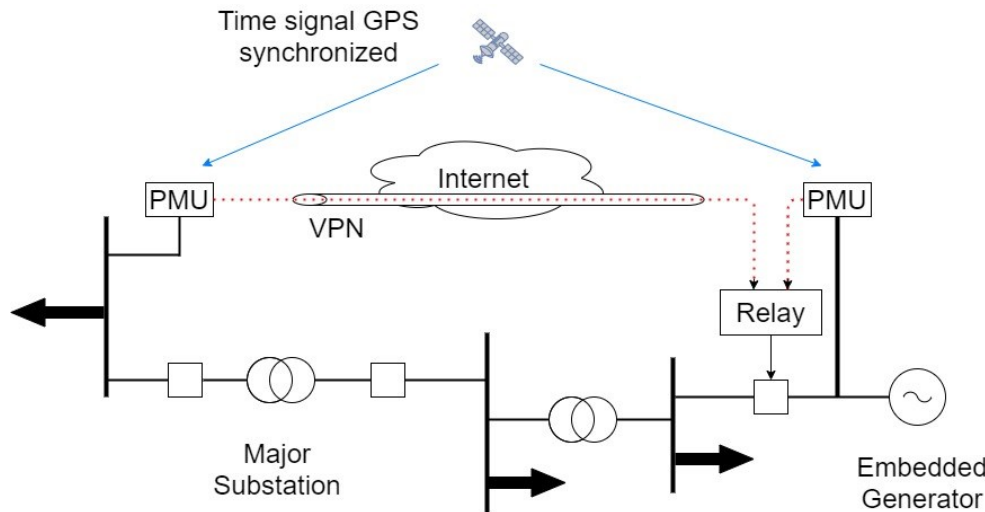 Time signal GPS
synchronized
PMU
Internet
PMU
VPN
Relay
Major
Substation
Embedded
Generator